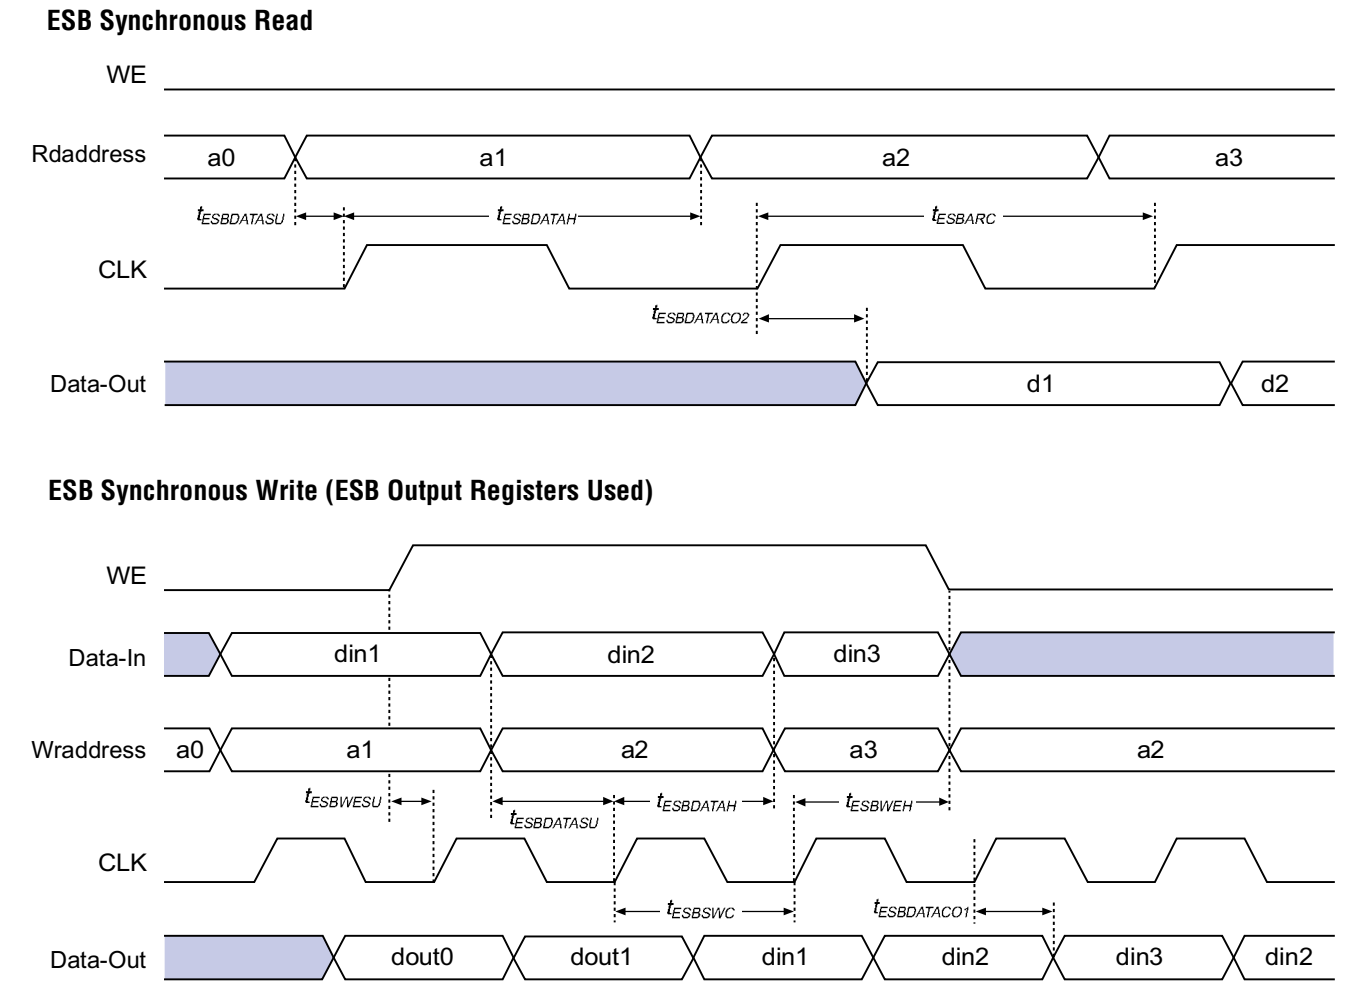 ESB Synchronous Read
WE
Rdaddress a0 a1 a2 a3
tESBDATASU tESBDATAH tESBARC
CLK
tESBDATACO2
Data-Out d1 d2
ESB Synchronous Write (ESB Output Registers Used)
WE
Data-In din1 din2 din3
Wraddress a0 a1 a2 a3 a2
tESBWESU tESBDATASU tESBDATAH tESBWEH
CLK
tESBSWC tESBDATACO1
Data-Out dout0 dout1 din1 din2 din3 din2